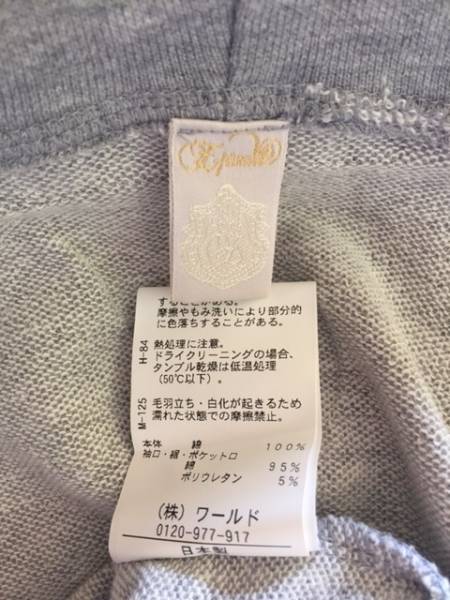 することがある。
摩擦やもみ洗いにより部分的
に色落ちすることがある。
H-84 熱処理に注意。
ドライクリーニングの場合、
タンブル乾燥は低温処理
(50℃以下)。
M-125 毛羽立ち・白化が起きるため
濡れた状態での摩擦禁止。
本体 綿 100%
袖口・裾・ポケット口
綿 95%
ポリウレタン 5%
(株) ワールド
0120-977-917
日本製